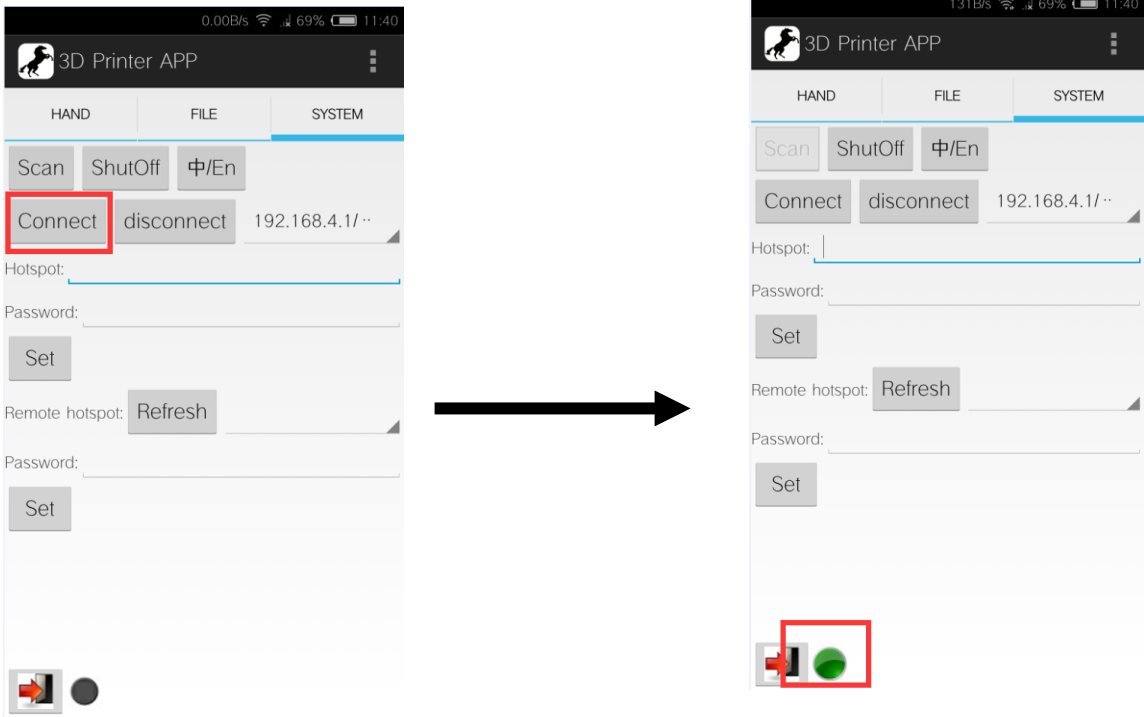 0.00B/s 69% 11:40
3D Printer APP
HAND FILE SYSTEM
Scan ShutOff 中/En
Connect disconnect 192.168.4.1/ ··
Hotspot:
Password:
Set
Remote hotspot: Refresh
Password:
Set
131B/s 69% 11:40
3D Printer APP
HAND FILE SYSTEM
Scan ShutOff 中/En
Connect disconnect 192.168.4.1/ ··
Hotspot:
Password:
Set
Remote hotspot: Refresh
Password:
Set